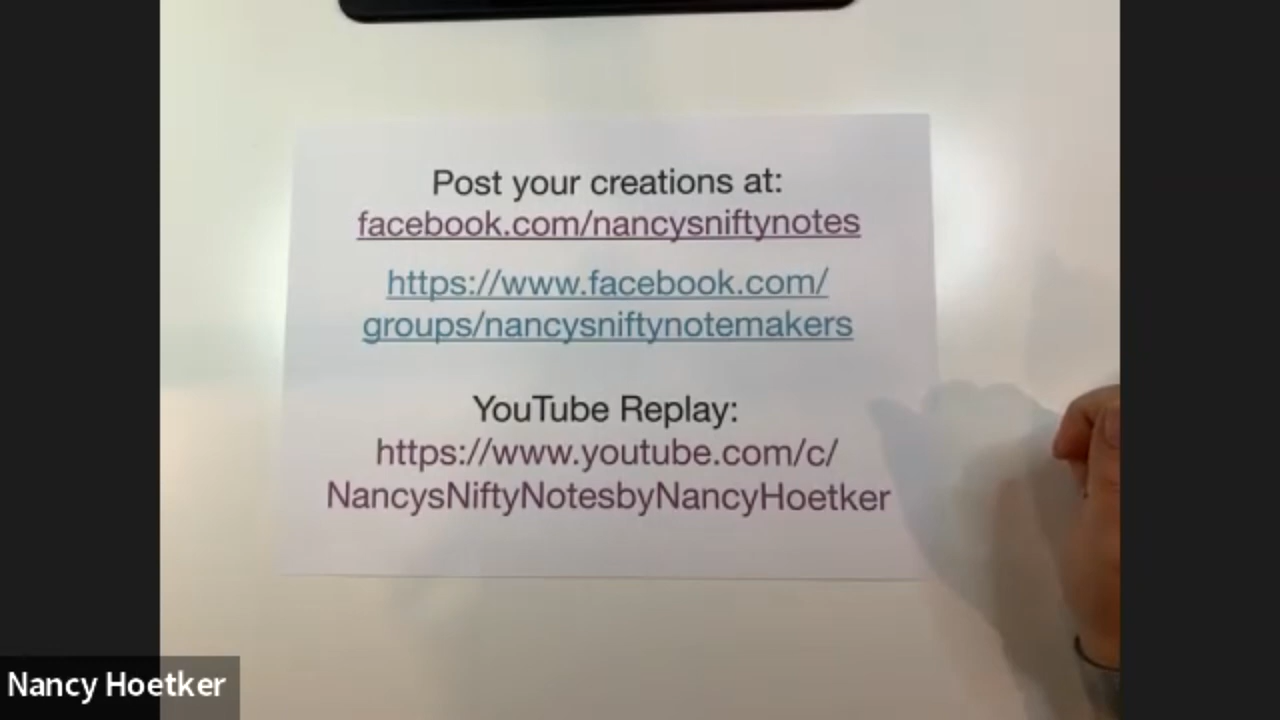 Post your creations at:
facebook.com/nancysniftynotes
https://www.facebook.com/
groups/nancysniftynotemakers
YouTube Replay:
https://www.youtube.com/c/
NancysNiftyNotesbyNancyHoetker
Nancy Hoetker